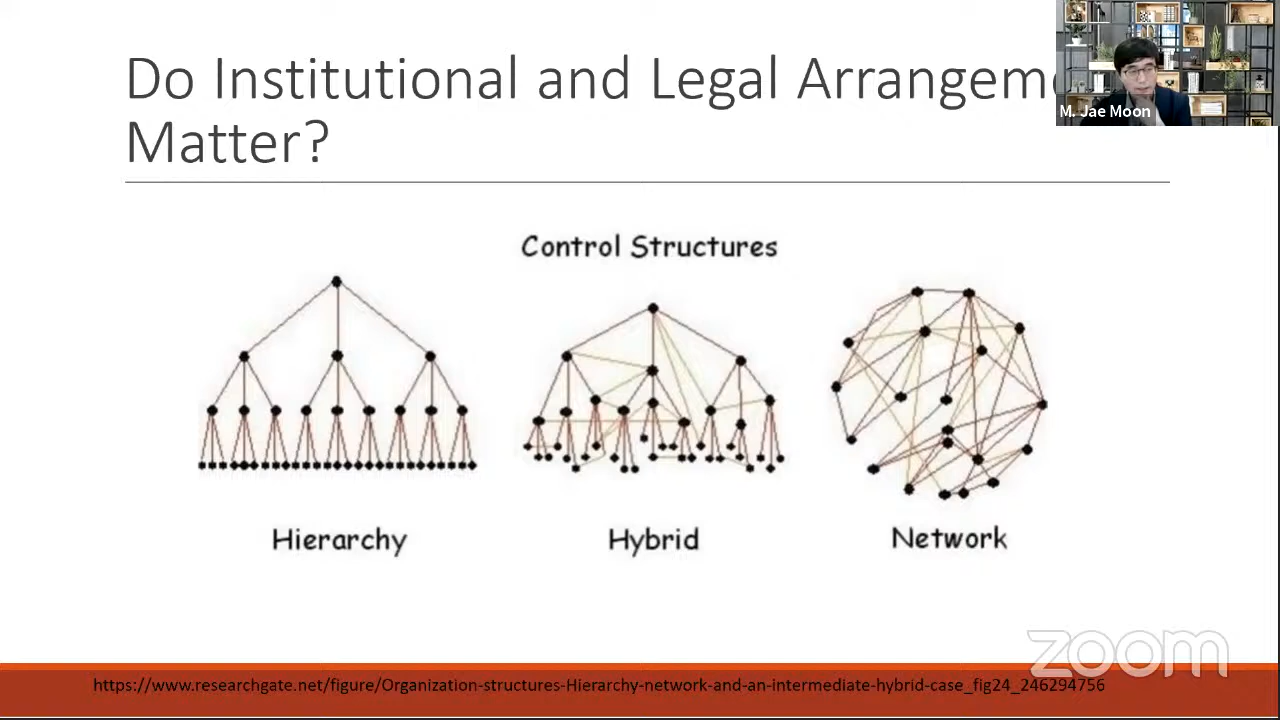 Do Institutional and Legal Arrangem
Matter?
M. Jae Moon
Control Structures
Hierarchy
Hybrid
Network
zoom
https://www.researchgate.net/figure/Organization-structures-Hierarchy-network-and-an-intermediate-hybrid-case_fig24_246294756